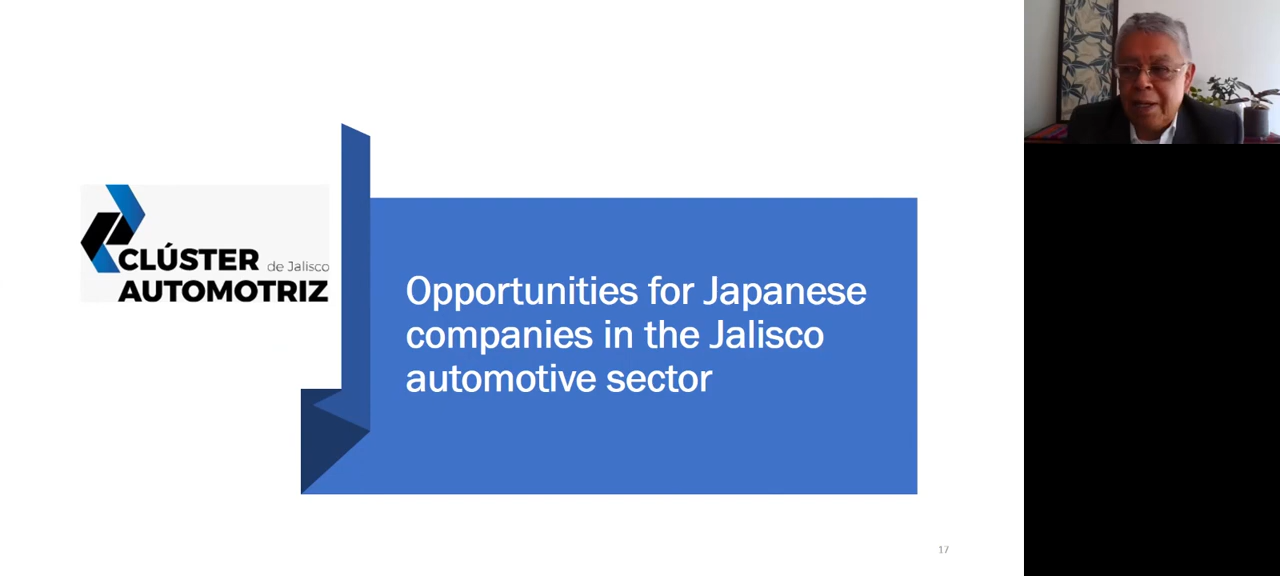 CLÚSTER de Jalisco
AUTOMOTRIZ
Opportunities for Japanese
companies in the Jalisco
automotive sector
17